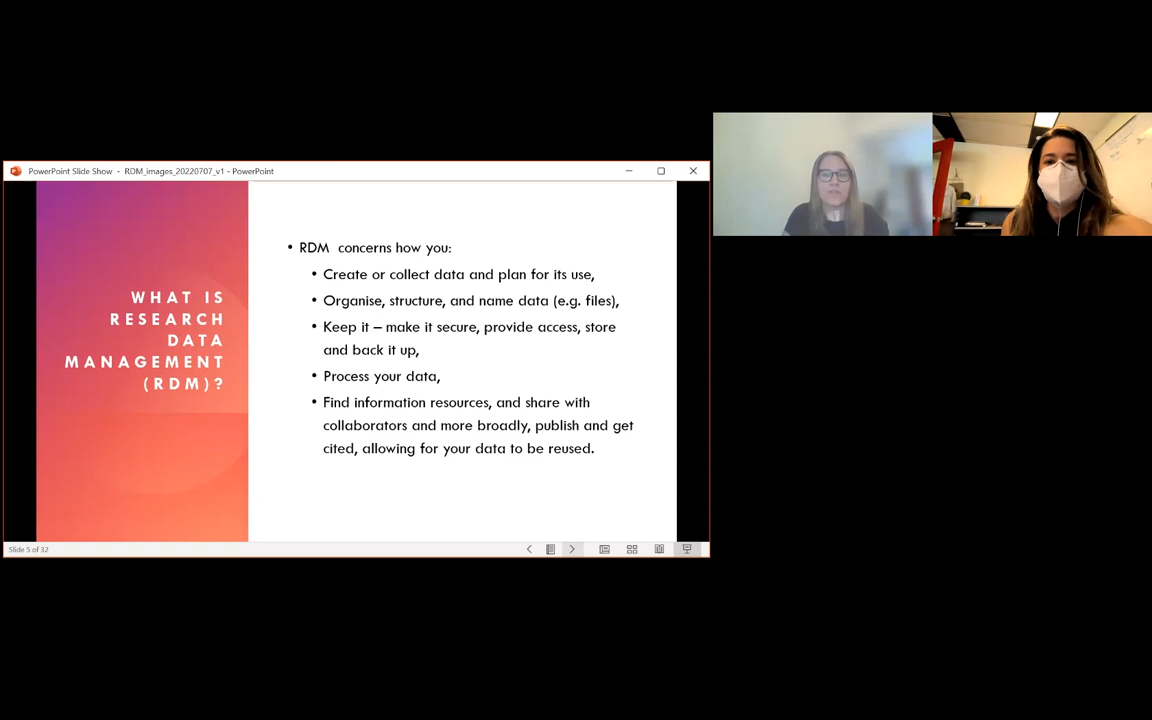 PowerPoint Slide Show - RDM_images_20220707_v1 - PowerPoint
WHAT IS
RESEARCH
DATA
MANAGEMENT
(RDM)?
• RDM concerns how you:
• Create or collect data and plan for its use,
• Organise, structure, and name data (e.g. files),
• Keep it – make it secure, provide access, store
and back it up,
• Process your data,
• Find information resources, and share with
collaborators and more broadly, publish and get
cited, allowing for your data to be reused.
Slide 5 of 32